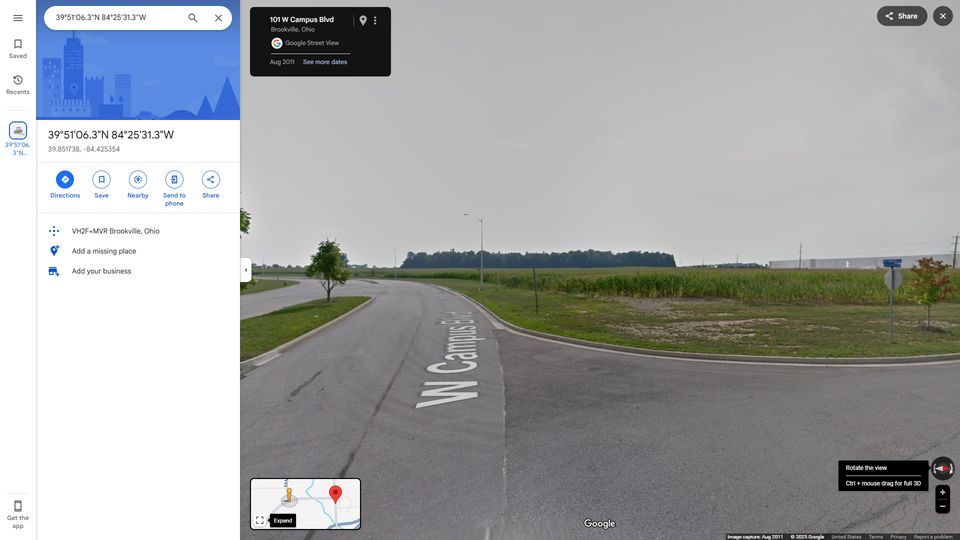 39°51'06.3"N 84°25'31.3"W
Saved
Recents
39°51'06.
3"N...
39°51'06.3"N 84°25'31.3"W
39.851738, -84.425354
Directions
Save
Nearby
Send to
phone
Share
VH2F+MVR Brookville, Ohio
Add a missing place
Add your business
Get the
app
101 W Campus Blvd
Brookville, Ohio
Google Street View
Aug 2011 See more dates
Share
W Campus Blvd
Rotate the view
Ctrl + mouse drag for full 3D
Expand
Google
Image capture: Aug 2011 © 2025 Google United States Terms Privacy Report a problem